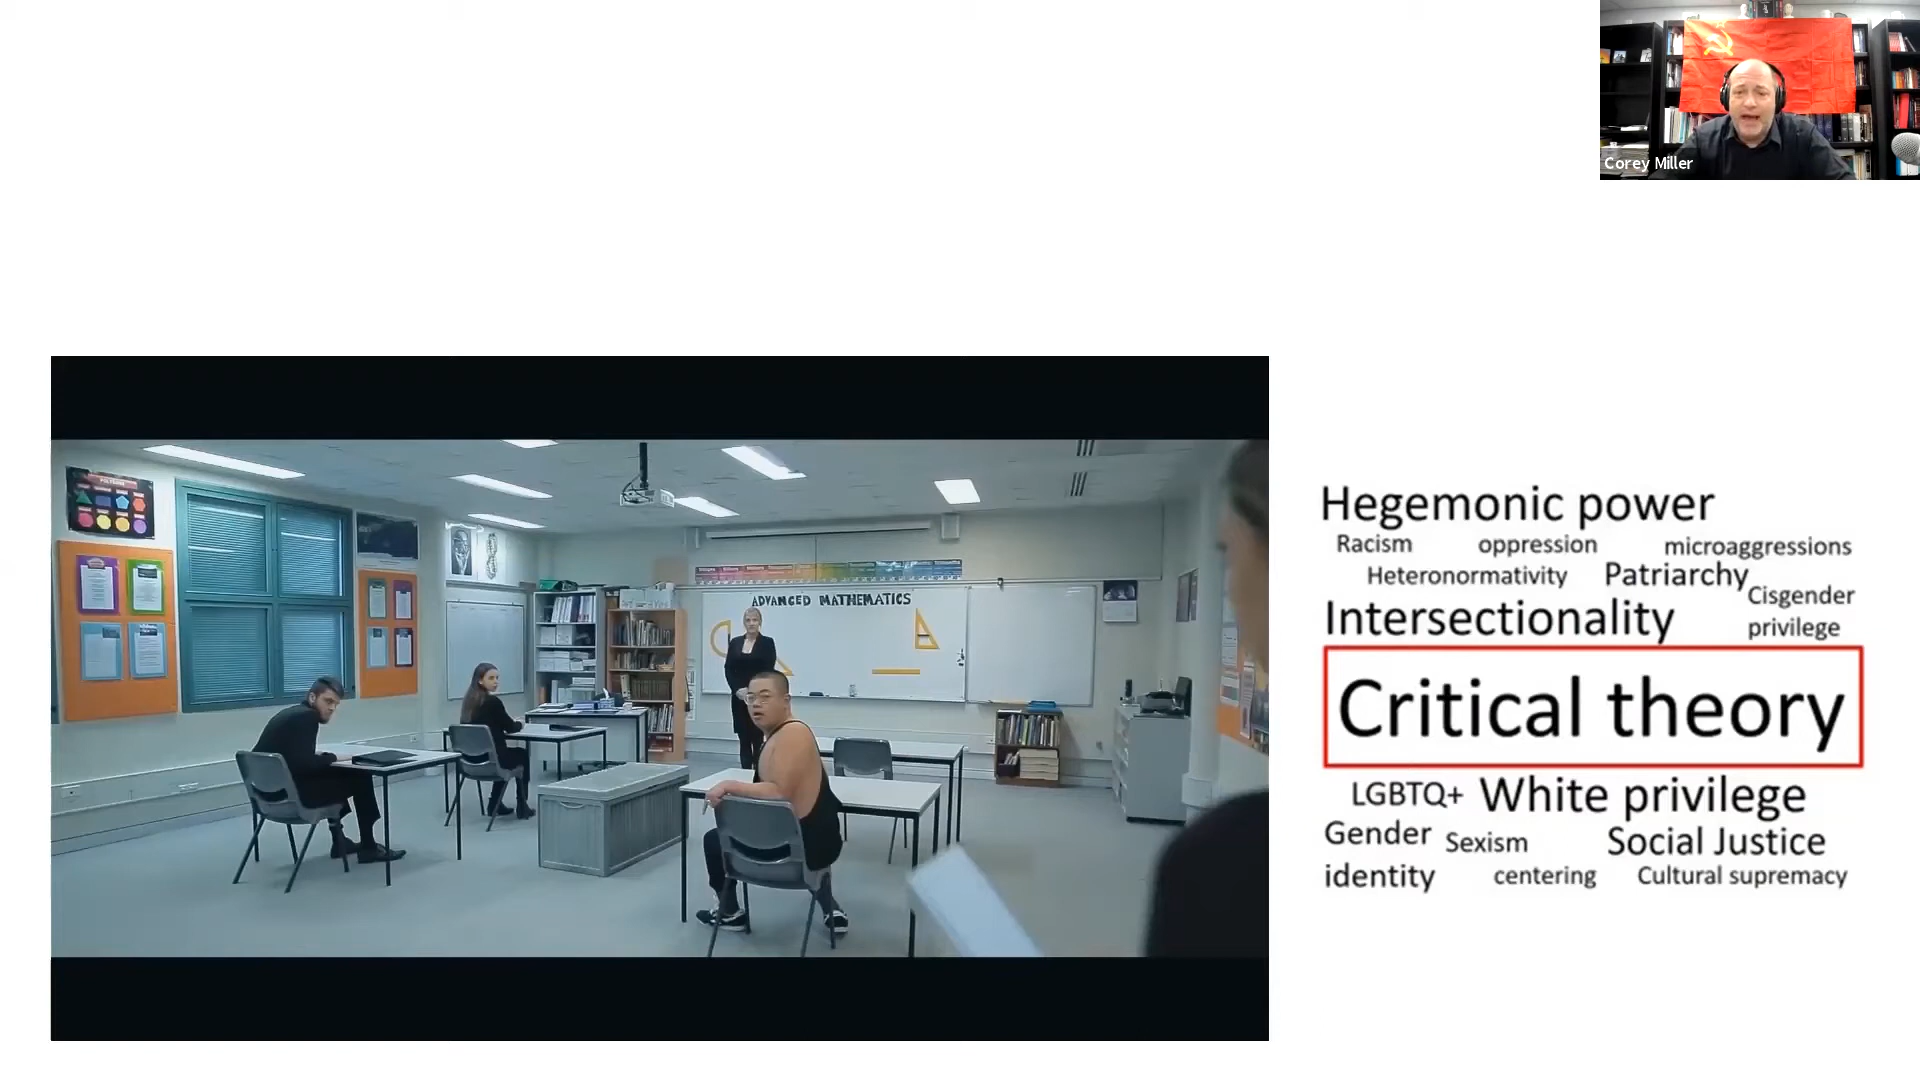 Corey Miller
ADVANCED MATHEMATICS
Hegemonic power
Racism oppression microaggressions
Heteronormativity Patriarchy
Cisgender
Intersectionality privilege
Critical theory
LGBTQ+ White privilege
Gender Sexism Social Justice
identity centering Cultural supremacy